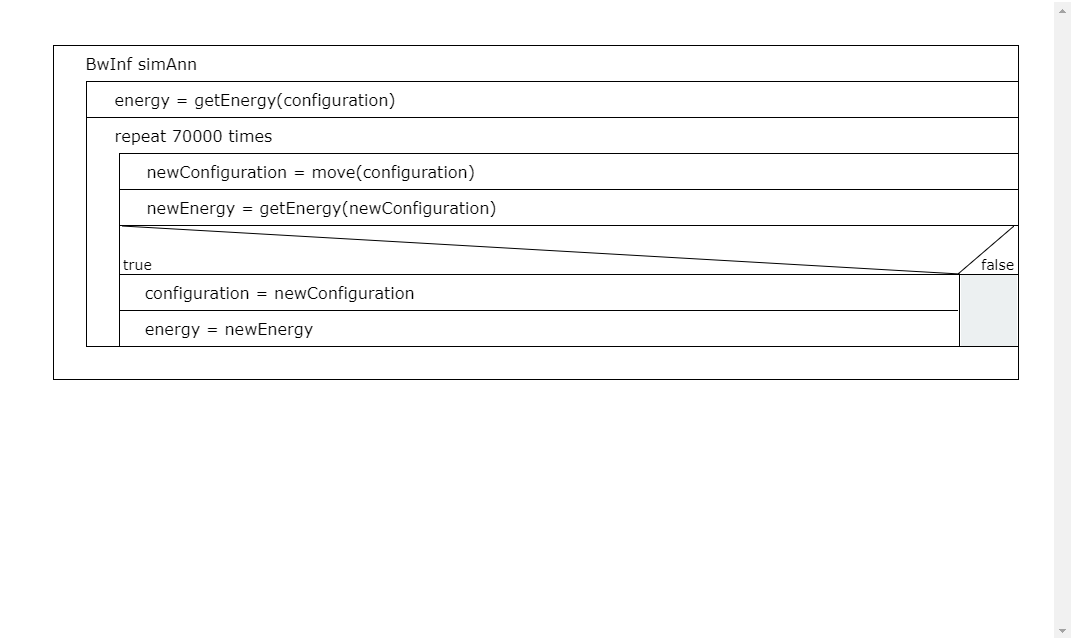 BwInf simAnn
energy = getEnergy(configuration)
repeat 70000 times
newConfiguration = move(configuration)
newEnergy = getEnergy(newConfiguration)
true false
configuration = newConfiguration
energy = newEnergy